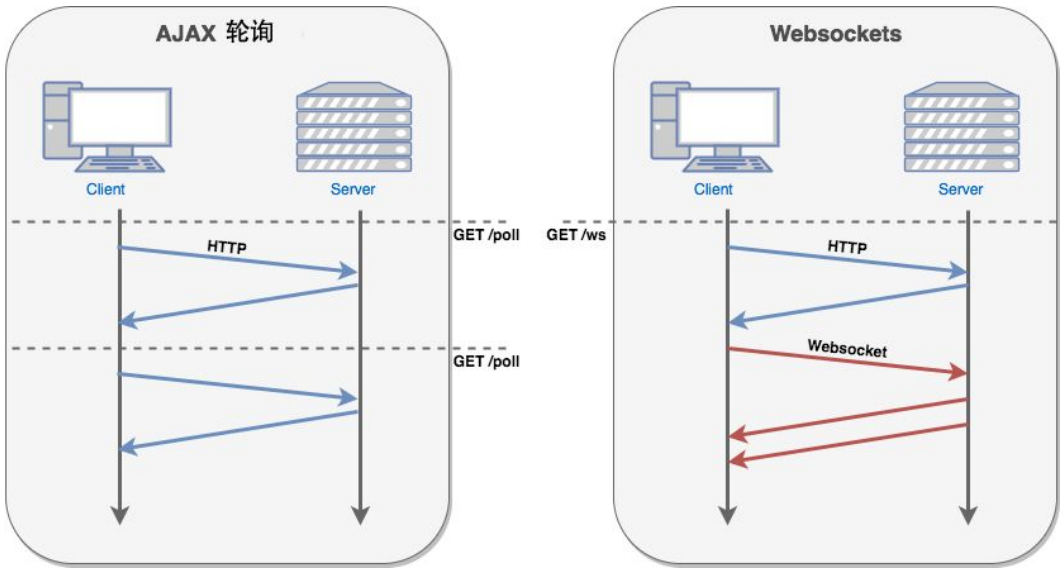 AJAX 轮询
Client
Server
GET /poll
HTTP
GET /poll
Websockets
Client
Server
GET /ws
HTTP
Websocket